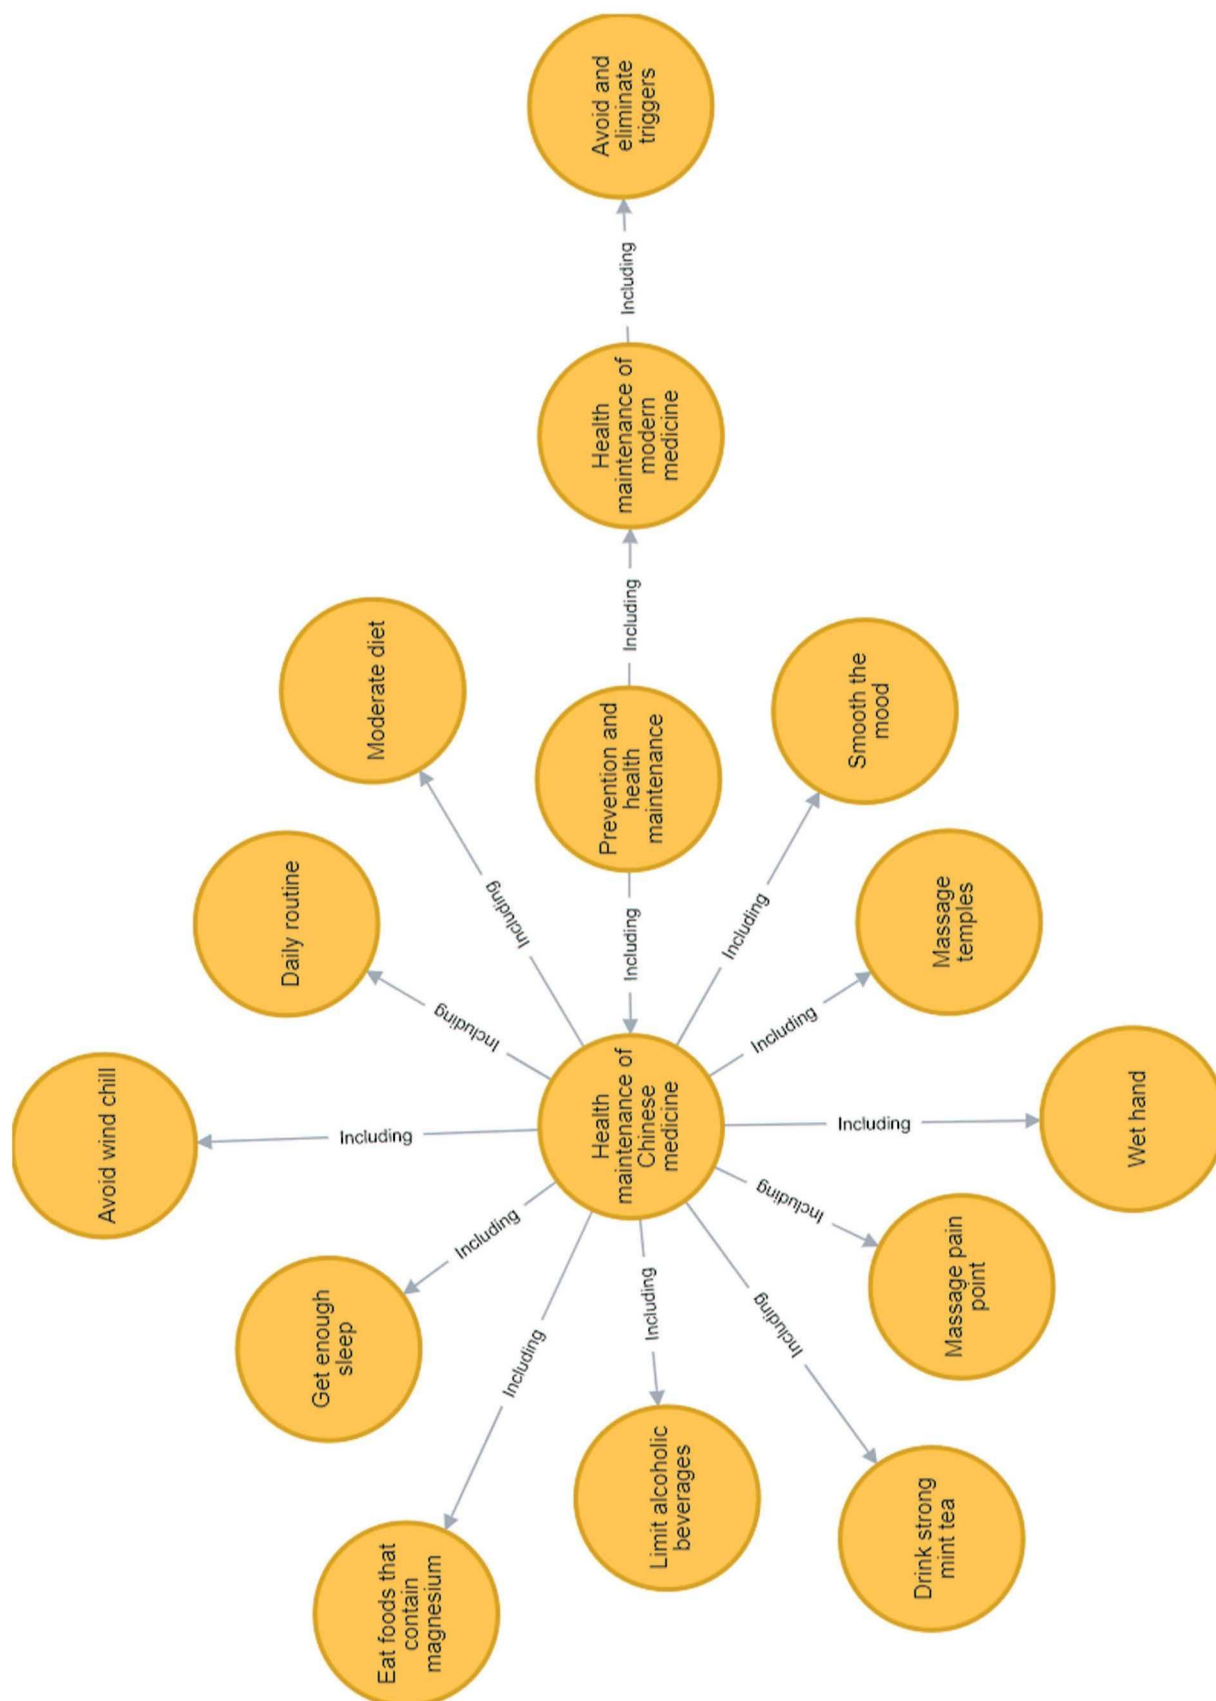 Avoid and
eliminate
triggers
Including
Health
maintenance of
modern
medicine
Including
Prevention and
health
maintenance
Including
Health
maintenance of
Chinese
medicine
Including
Moderate diet
Including
Daily routine
Including
Avoid wind chill
Including
Get enough
sleep
Including
Eat foods that
contain
magnesium
Including
Limit alcoholic
beverages
Including
Drink strong
mint tea
Including
Massage pain
point
Including
Wet hand
Including
Massage
temples
Including
Smooth the
mood